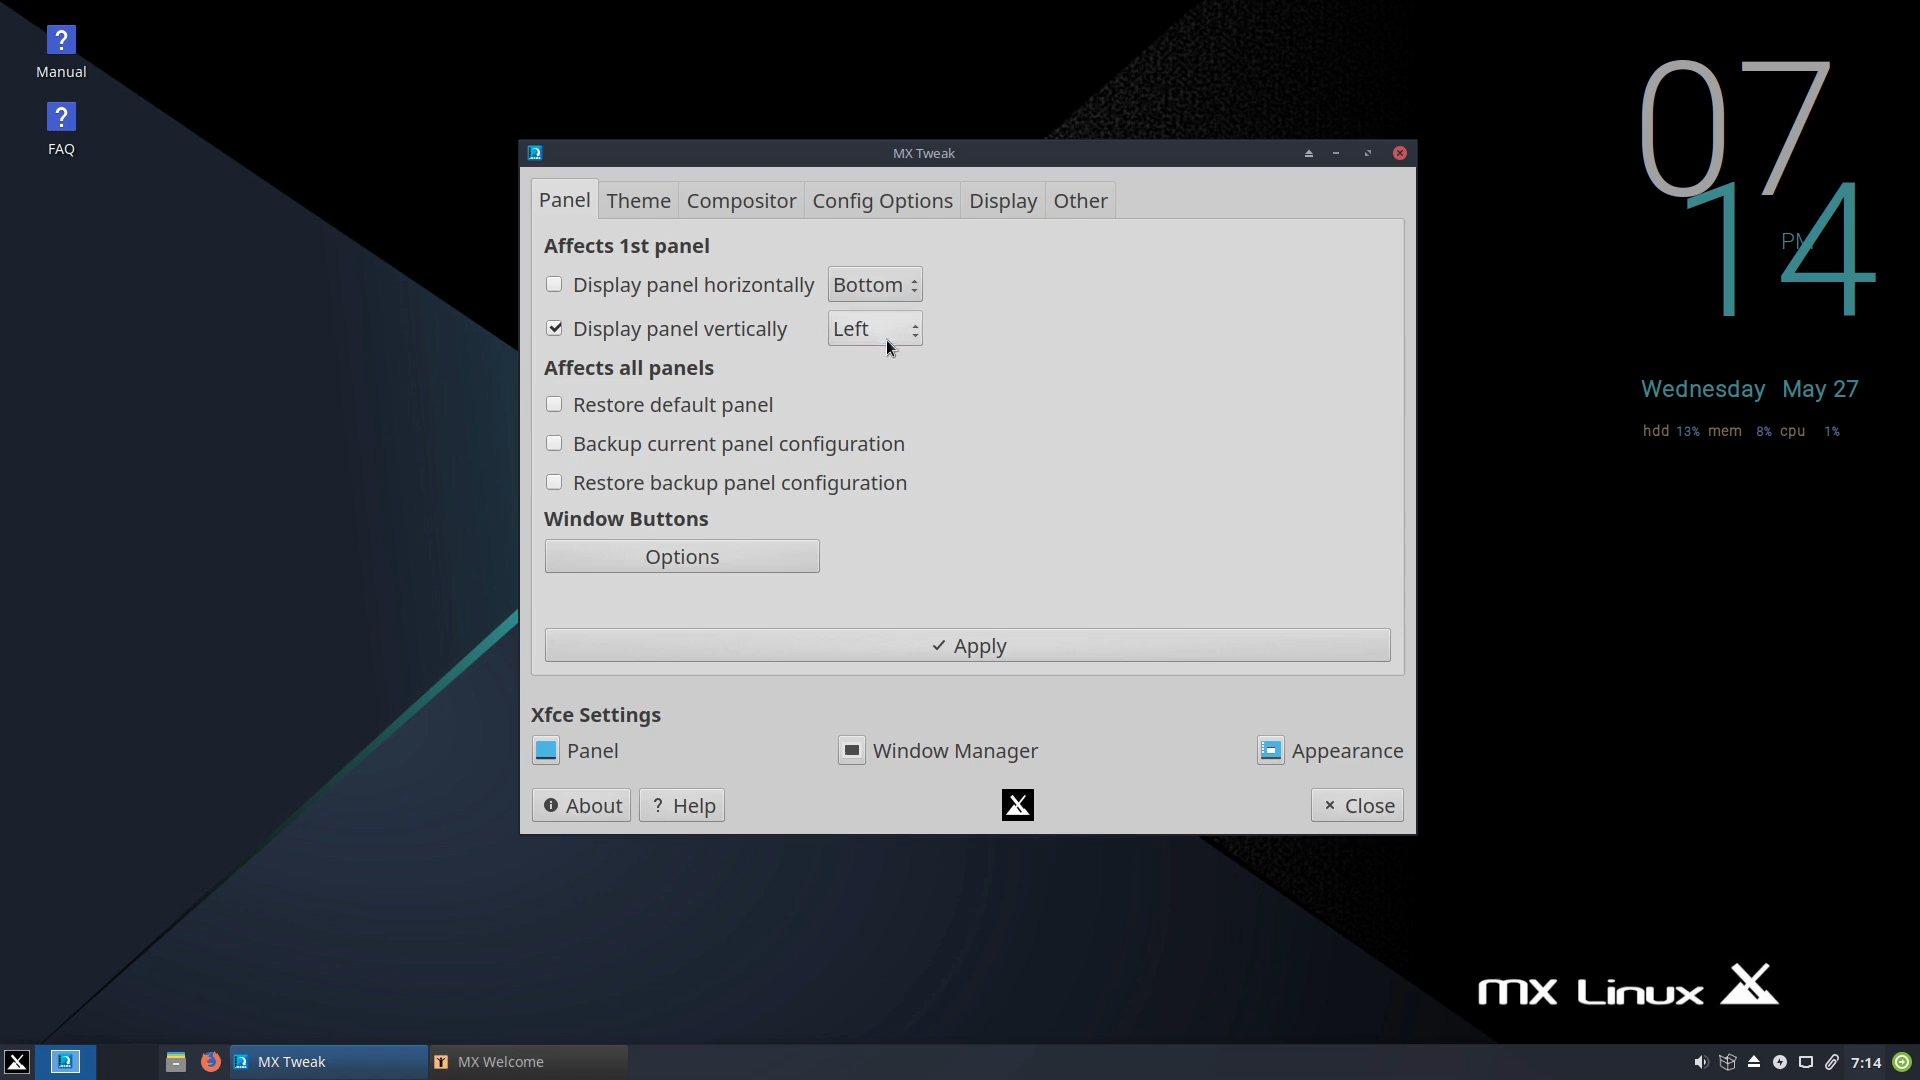 Manual
FAQ
MX Tweak
Panel
Theme
Compositor
Config Options
Display
Other
Affects 1st panel
Display panel horizontally
Bottom
Display panel vertically
Left
Affects all panels
Restore default panel
Backup current panel configuration
Restore backup panel configuration
Window Buttons
Options
Apply
Xfce Settings
Panel
Window Manager
Appearance
About
? Help
Close
07
14
PM
Wednesday May 27
hdd 13% mem 8% cpu 1%
mx Linux
MX Tweak
MX Welcome
7:14